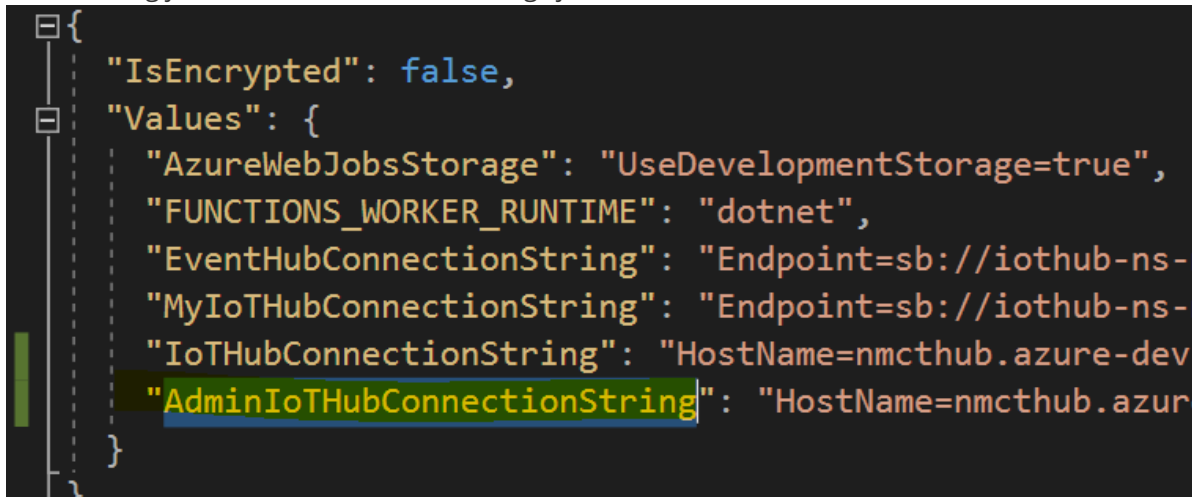 {
"IsEncrypted": false,
"Values": {
"AzureWebJobsStorage": "UseDevelopmentStorage=true",
"FUNCTIONS_WORKER_RUNTIME": "dotnet",
"EventHubConnectionString": "Endpoint=sb://iothub-ns-
"MyIoTHubConnectionString": "Endpoint=sb://iothub-ns-
"IoTHubConnectionString": "HostName=nmcthub.azure-dev
"AdminIoTHubConnectionString": "HostName=nmcthub.azur
}
}